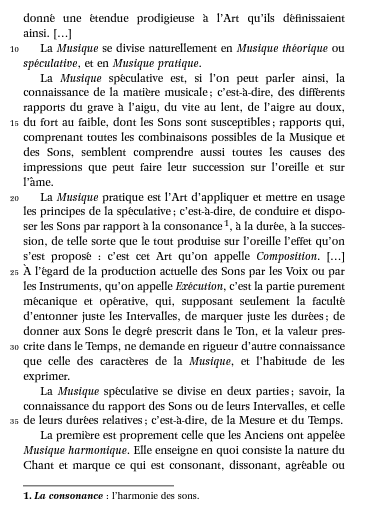 donné une étendue prodigieuse à l'Art qu'ils définissaient
ainsi. […]
10 La Musique se divise naturellement en Musique théorique ou
spéculative, et en Musique pratique.
La Musique spéculative est, si l'on peut parler ainsi, la
connaissance de la matière musicale ; c'est-à-dire, des différents
rapports du grave à l'aigu, du vite au lent, de l'aigre au doux,
15 du fort au faible, dont les Sons sont susceptibles ; rapports qui,
comprenant toutes les combinaisons possibles de la Musique et
des Sons, semblent comprendre aussi toutes les causes des
impressions que peut faire leur succession sur l'oreille et sur
l'âme.
20 La Musique pratique est l'Art d'appliquer et mettre en usage
les principes de la spéculative ; c'est-à-dire, de conduire et dispo-
ser les Sons par rapport à la consonance 1, à la durée, à la succes-
sion, de telle sorte que le tout produise sur l'oreille l'effet qu'on
s'est proposé : c'est cet Art qu'on appelle Composition. […]
25 À l'égard de la production actuelle des Sons par les Voix ou par
les Instruments, qu'on appelle Exécution, c'est la partie purement
mécanique et opérative, qui, supposant seulement la faculté
d'entonner juste les Intervalles, de marquer juste les durées ; de
donner aux Sons le degré prescrit dans le Ton, et la valeur pres-
30 crite dans le Temps, ne demande en rigueur d'autre connaissance
que celle des caractères de la Musique, et l'habitude de les
exprimer.
La Musique spéculative se divise en deux parties ; savoir, la
connaissance du rapport des Sons ou de leurs Intervalles, et celle
35 de leurs durées relatives ; c'est-à-dire, de la Mesure et du Temps.
La première est proprement celle que les Anciens ont appelée
Musique harmonique. Elle enseigne en quoi consiste la nature du
Chant et marque ce qui est consonant, dissonant, agréable ou
1. La consonance : l'harmonie des sons.